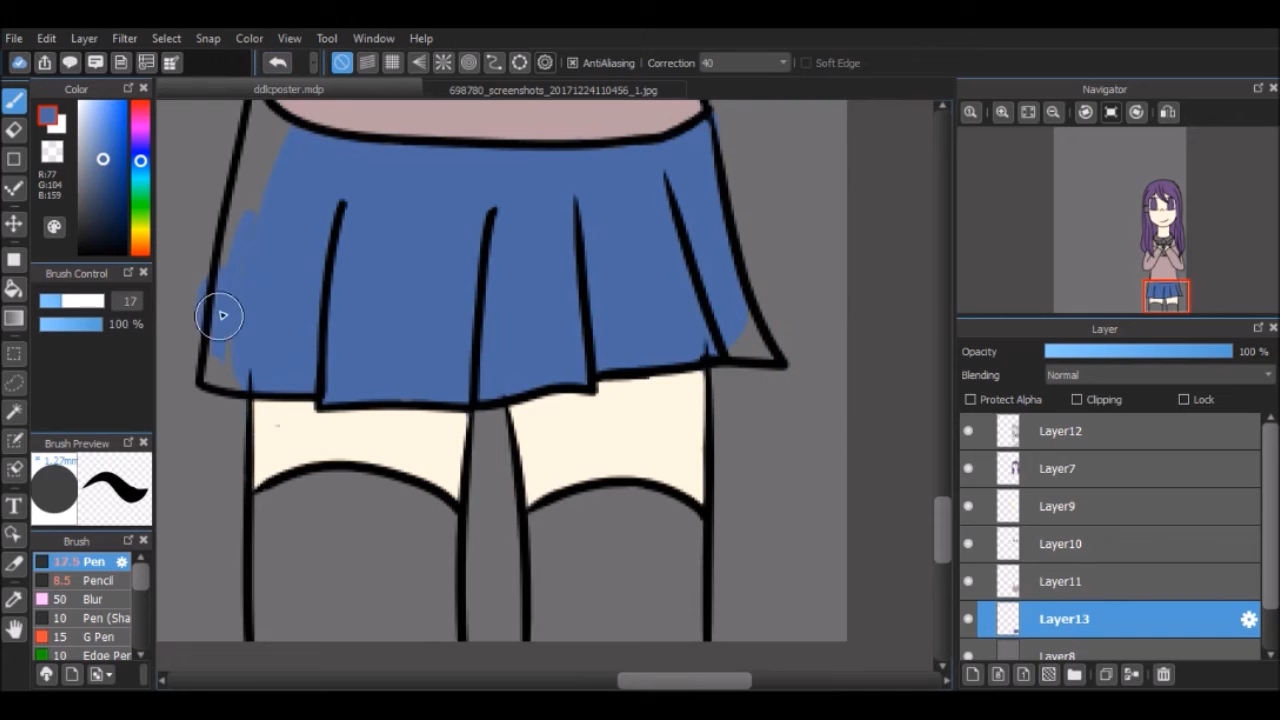 File Edit Layer Filter Select Snap Color View Tool Window Help
AntiAliasing Correction 40 Soft Edge
Color
ddlcposter.mdp 698780_screenshots_20171224110456_1.jpg
Navigator
R:77
G:104
B:159
Brush Control
17
100 %
Layer
Opacity 100 %
Blending Normal
Protect Alpha Clipping Lock
Layer12
Brush Preview
* 1.27mm
Layer7
Layer9
Brush
17.5 Pen
Layer10
8.5 Pencil
50 Blur
Layer11
10 Pen (Sha
15 G Pen
Layer13
10 Edge Pen
Layer8
T